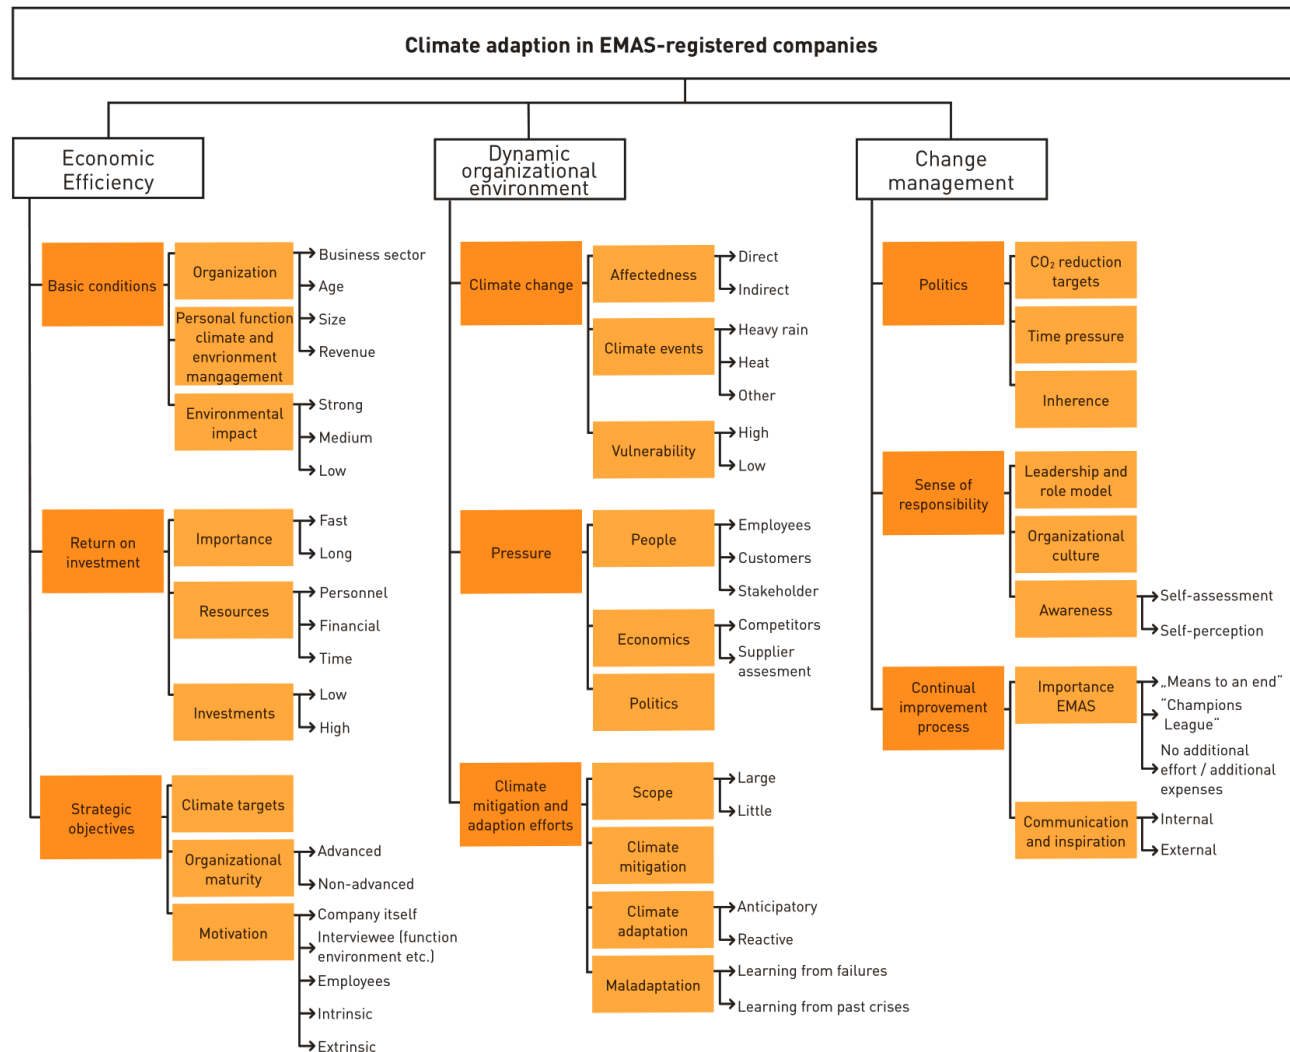 Climate adaption in EMAS-registered companies
Economic
Efficiency
Basic conditions
Organization
Business sector
Age
Size
Revenue
Personal function
climate and
envrionment
mangagement
Environmental
impact
Strong
Medium
Low
Return on
investment
Importance
Fast
Long
Resources
Personnel
Financial
Time
Investments
Low
High
Strategic
objectives
Climate targets
Organizational
maturity
Advanced
Non-advanced
Motivation
Company itself
Interviewee (function
environment etc.)
Employees
Intrinsic
Extrinsic
Dynamic
organizational
environment
Climate change
Affectedness
Direct
Indirect
Climate events
Heavy rain
Heat
Other
Vulnerability
High
Low
Pressure
People
Employees
Customers
Stakeholder
Economics
Competitors
Supplier
assesment
Politics
Climate
mitigation and
adaption efforts
Scope
Large
Little
Climate
mitigation
Climate
adaptation
Anticipatory
Reactive
Maladaptation
Learning from failures
Learning from past crises
Change
management
Politics
CO₂ reduction
targets
Time pressure
Inherence
Sense of
responsibility
Leadership and
role model
Organizational
culture
Awareness
Self-assessment
Self-perception
Continual
improvement
process
Importance
EMAS
„Means to an end“
“Champions
League“
No additional
effort / additional
expenses
Communication
and inspiration
Internal
External